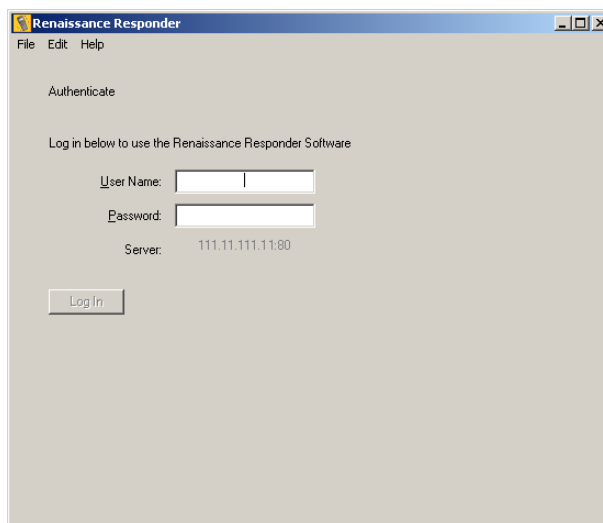 Renaissance Responder
File Edit Help
Authenticate
Log in below to use the Renaissance Responder Software
User Name:
Password:
Server: 111.11.111.11:80
Log In